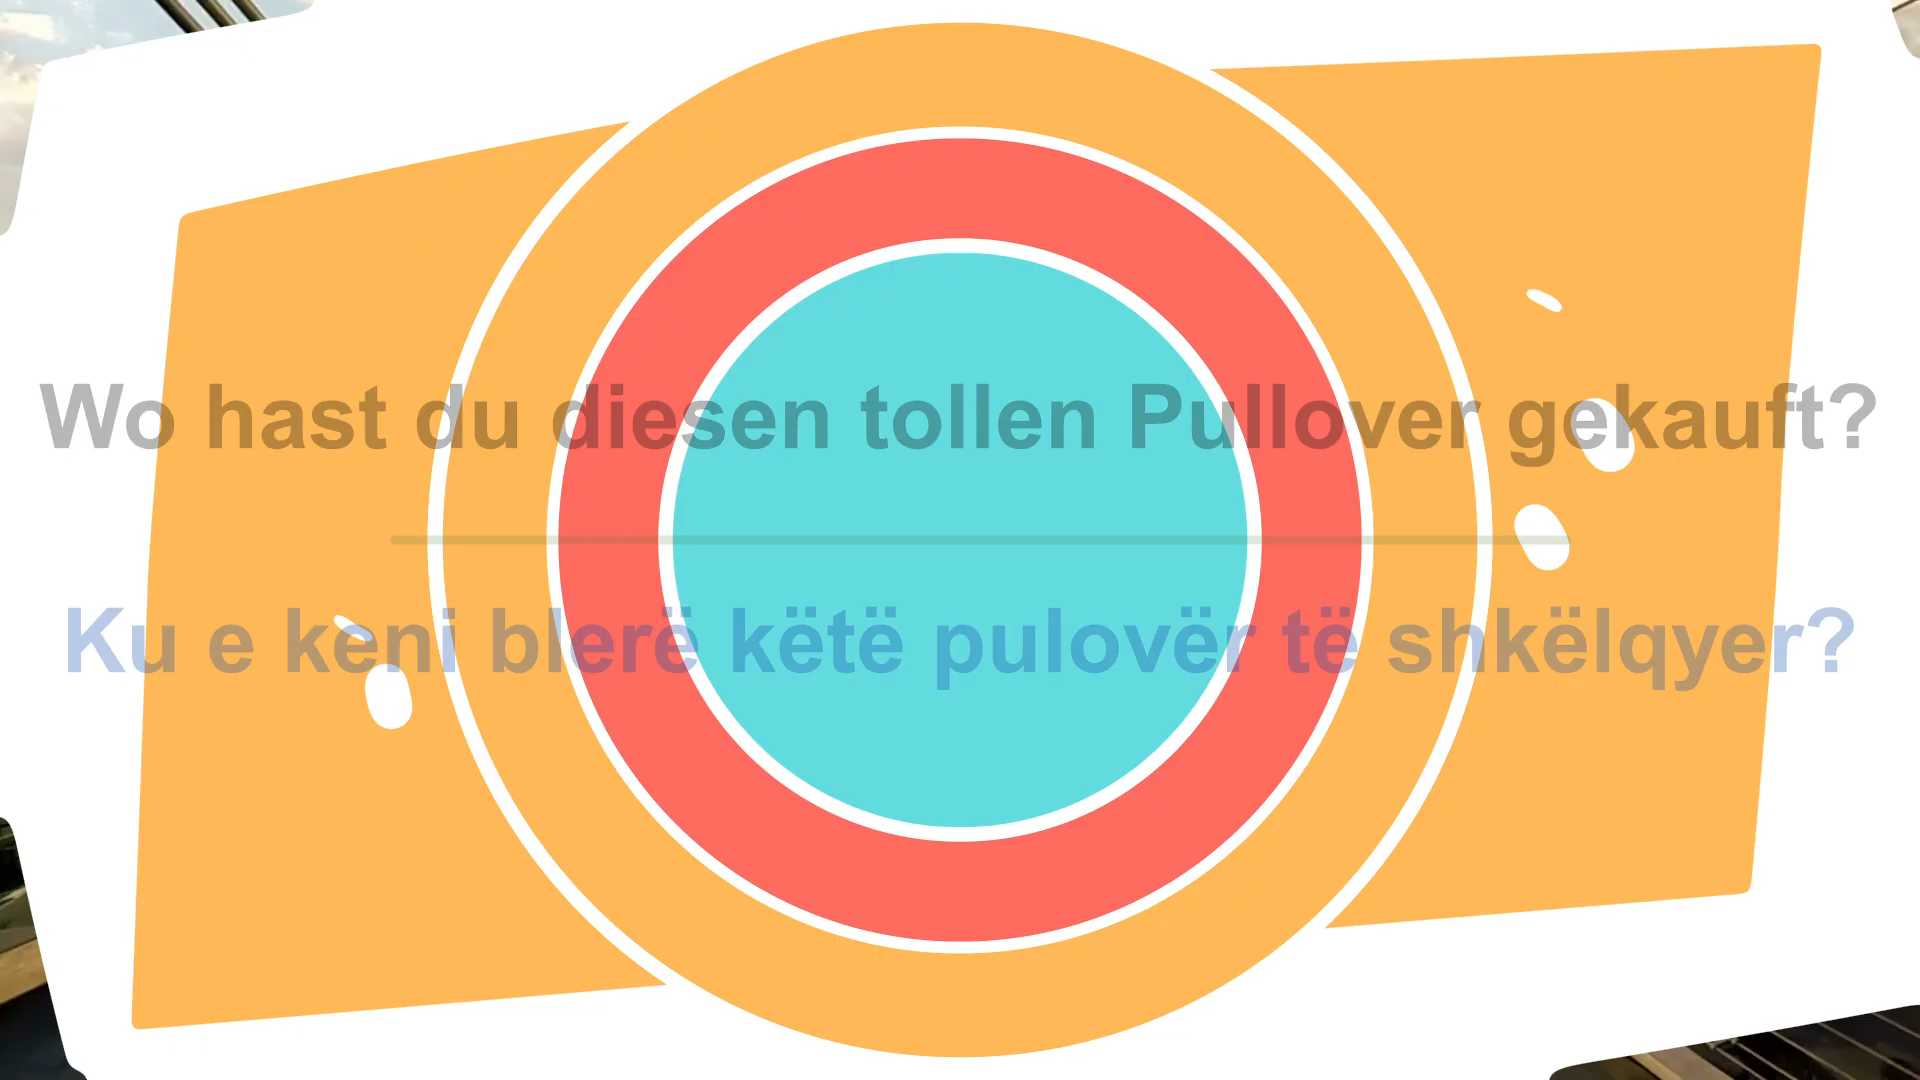 Wo hast du diesen tollen Pullover gekauft?
Ku e keni blerë këtë pulovër të shkëlqyer?